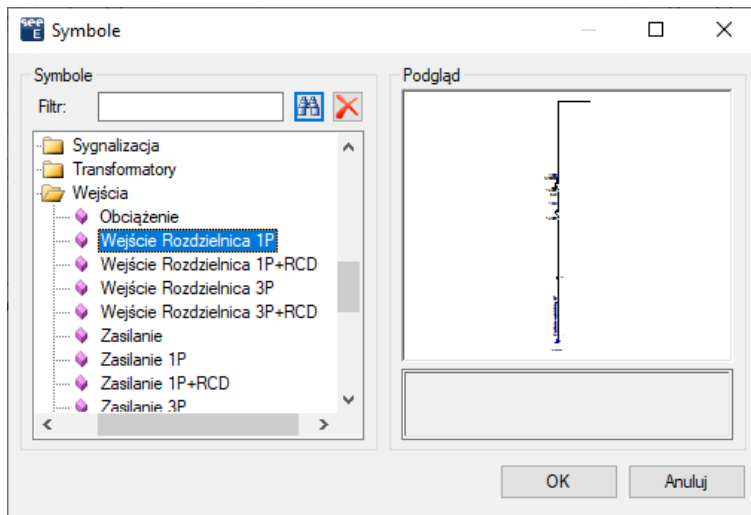 see
E
Symbole
Symbole
Filtr:
Sygnalizacja
Transformatory
Wejścia
Obciążenie
Wejście Rozdzielnica 1P
Wejście Rozdzielnica 1P+RCD
Wejście Rozdzielnica 3P
Wejście Rozdzielnica 3P+RCD
Zasilanie
Zasilanie 1P
Zasilanie 1P+RCD
Zasilanie 3P
Podgląd
OK
Anuluj